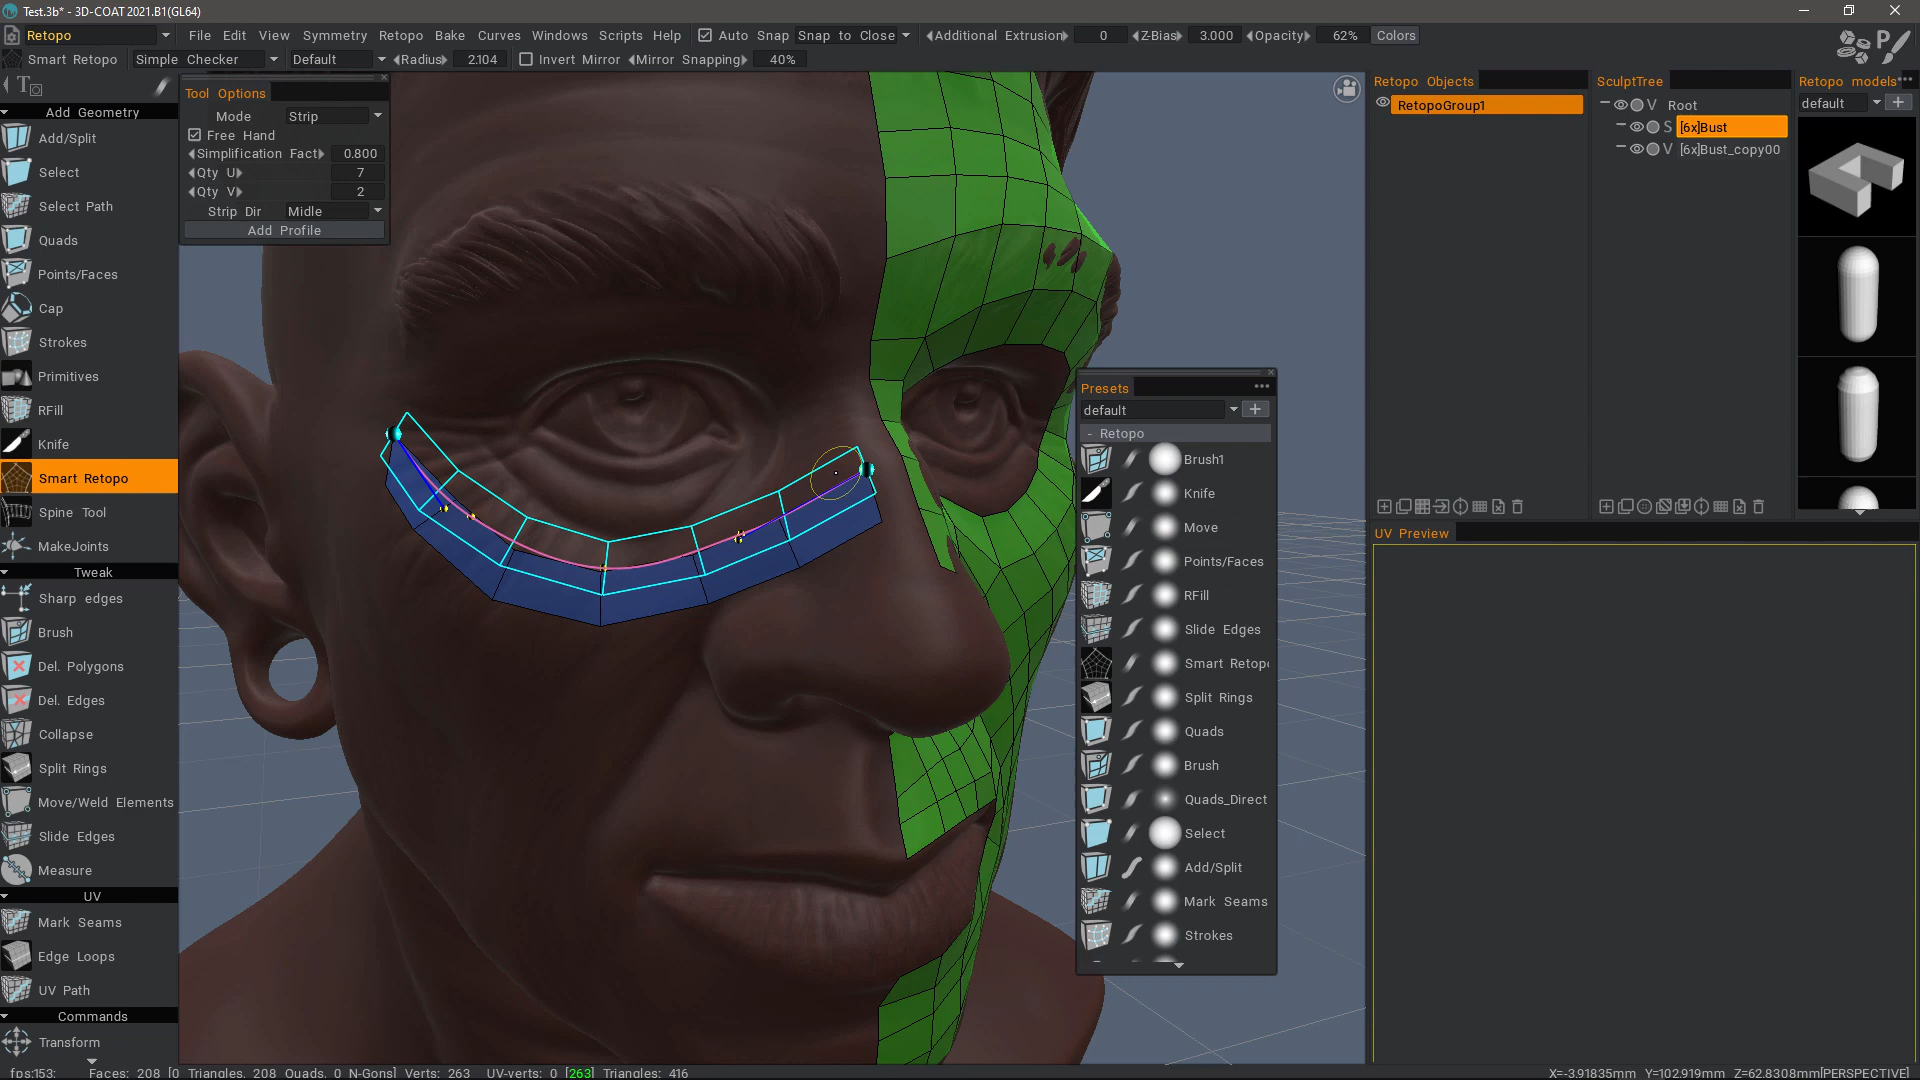 Test.3b* - 3D-COAT 2021.B1(GL64)
Retopo File Edit View Symmetry Retopo Bake Curves Windows Scripts Help Auto Snap Snap to Close Additional Extrusion 0 Z-Bias 3.000 Opacity 62% Colors
Smart Retopo Simple Checker Default Radius 2.104 Invert Mirror Mirror Snapping 40%
Tool Options
Mode Strip
Free Hand
Simplification Fact 0.800
Qty U 7
Qty V 2
Strip Dir Midle
Add Profile
Add Geometry
Add/Split
Select
Select Path
Quads
Points/Faces
Cap
Strokes
Primitives
RFill
Knife
Smart Retopo
Spine Tool
MakeJoints
Tweak
Sharp edges
Brush
Del. Polygons
Del. Edges
Collapse
Split Rings
Move/Weld Elements
Slide Edges
Measure
UV
Mark Seams
Edge Loops
UV Path
Commands
Transform
Presets
default
- Retopo
Brush1
Knife
Move
Points/Faces
RFill
Slide Edges
Smart Retop
Split Rings
Quads
Brush
Quads_Direct
Select
Add/Split
Mark Seams
Strokes
Retopo Objects
RetopoGroup1
SculptTree
V Root
S [6x]Bust
V [6x]Bust_copy00
Retopo models
default
UV Preview
fps:153: Faces: 208 [0 Triangles, 208 Quads, 0 N-Gons] Verts: 263 UV-verts: 0 [263] Triangles: 416
X=-3.91835mm Y=102.919mm Z=62.8308mm[PERSPECTIVE]